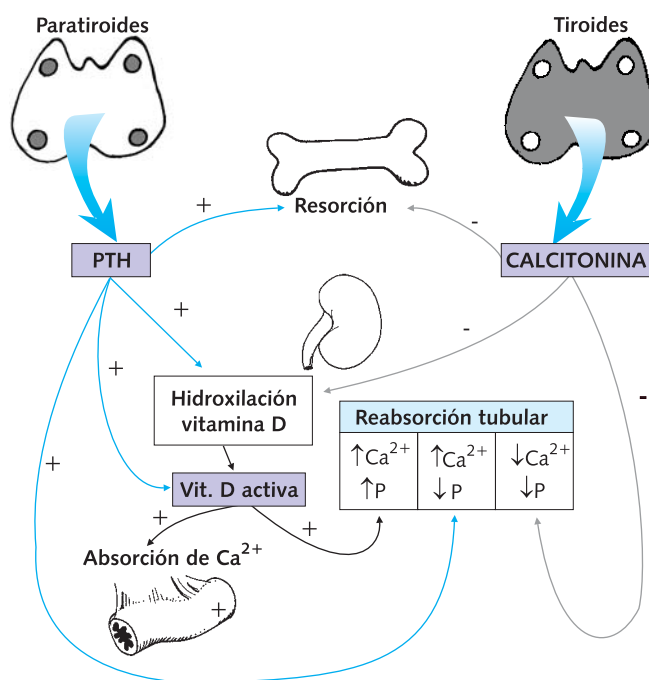 Paratiroides
Tiroides
+
Resorción
-
PTH
CALCITONINA
+
-
+
Hidroxilación
vitamina D
-
Reabsorción tubular
↑Ca²⁺
↑P
↑Ca²⁺
↓P
↓Ca²⁺
↓P
+
Vit. D activa
+
+
Absorción de Ca²⁺
+